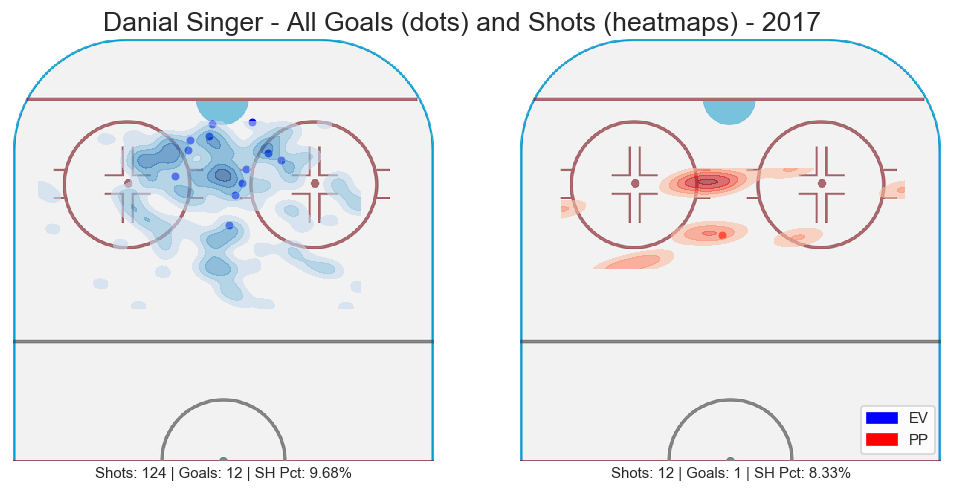 Danial Singer - All Goals (dots) and Shots (heatmaps) - 2017
EV
PP
Shots: 124 | Goals: 12 | SH Pct: 9.68%
Shots: 12 | Goals: 1 | SH Pct: 8.33%